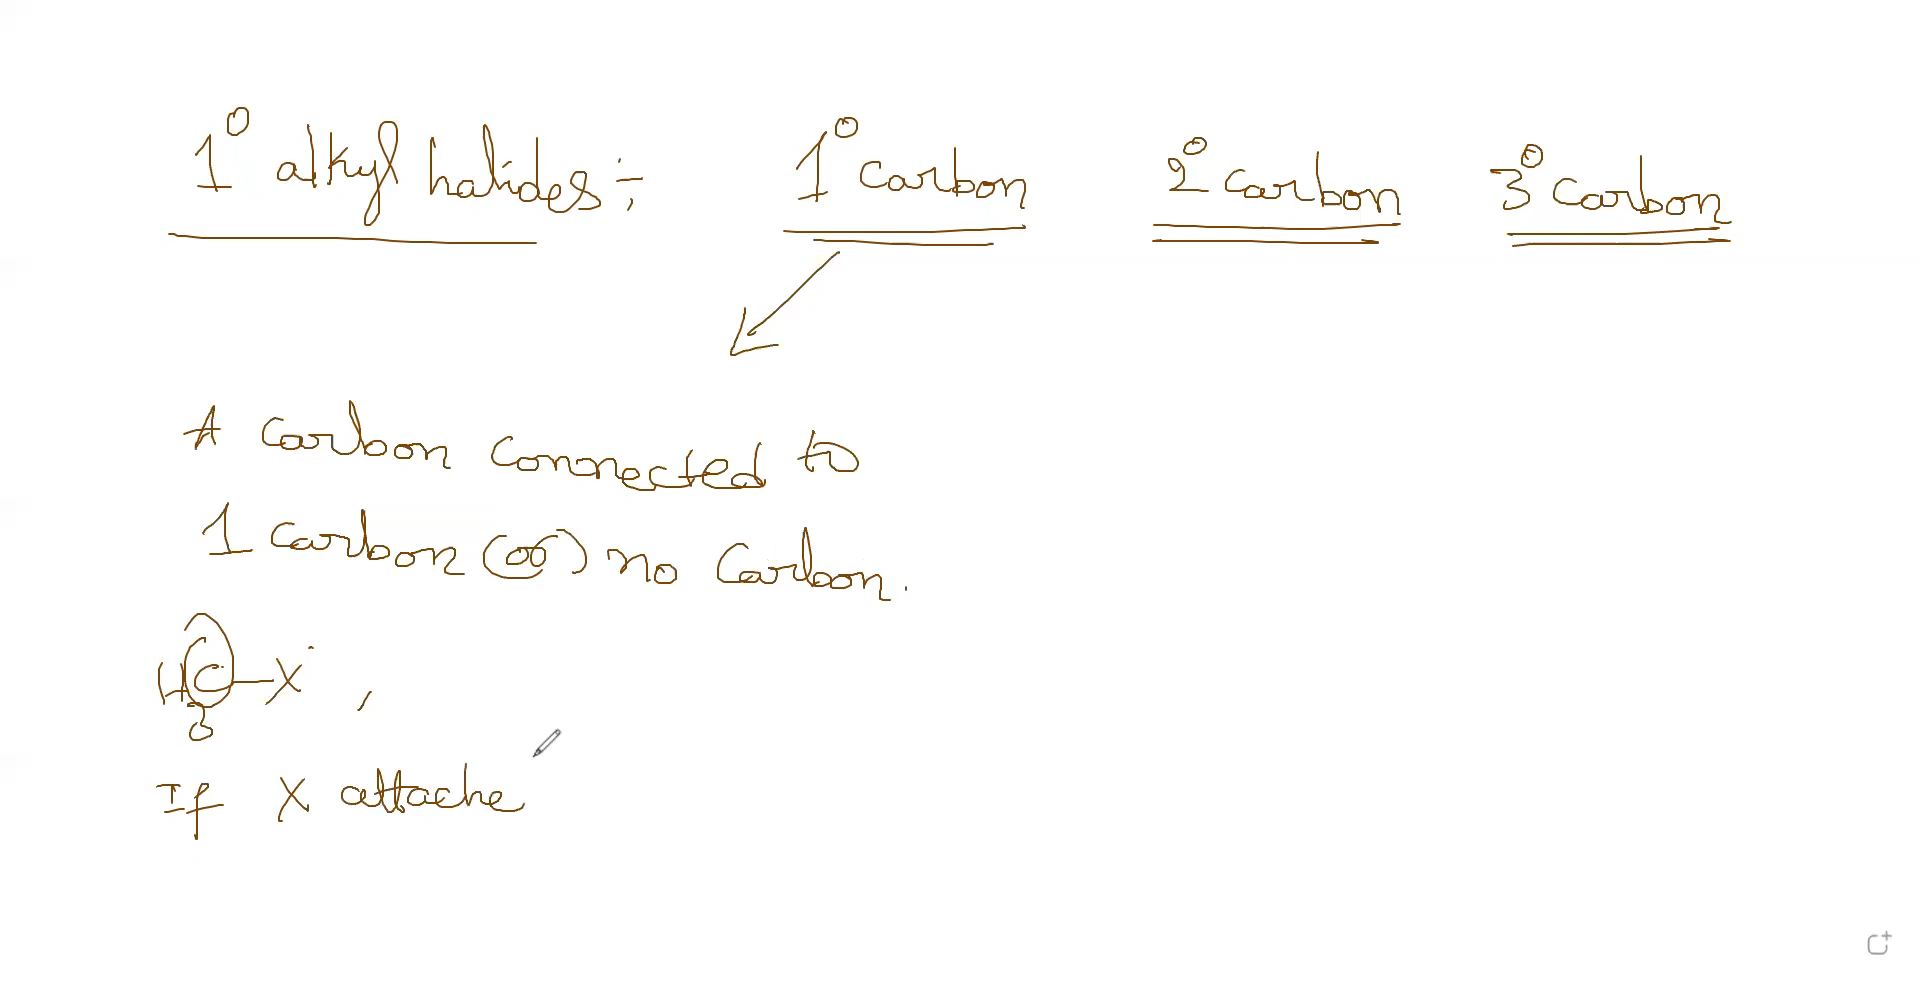 1° alkyl halides :- 1° carbon 2° carbon 3° carbon
A carbon connected to
1 carbon (or) no carbon.
H₃C-X ,
If X attache